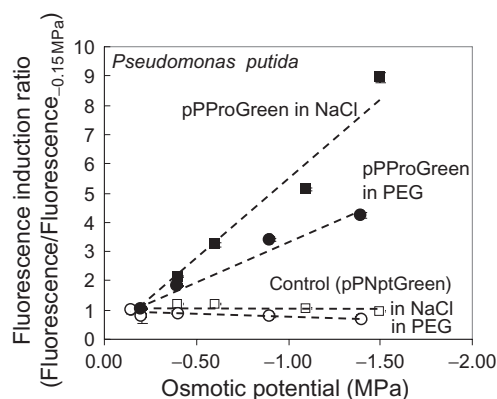 Fluorescence induction ratio
(Fluorescence/Fluorescence−0.15 MPa)
10
9
8
7
6
5
4
3
2
1
0
Pseudomonas putida
pPProGreen in NaCl
pPProGreen
in PEG
Control (pPNptGreen)
in NaCl
in PEG
0.00 −0.50 −1.00 −1.50 −2.00
Osmotic potential (MPa)